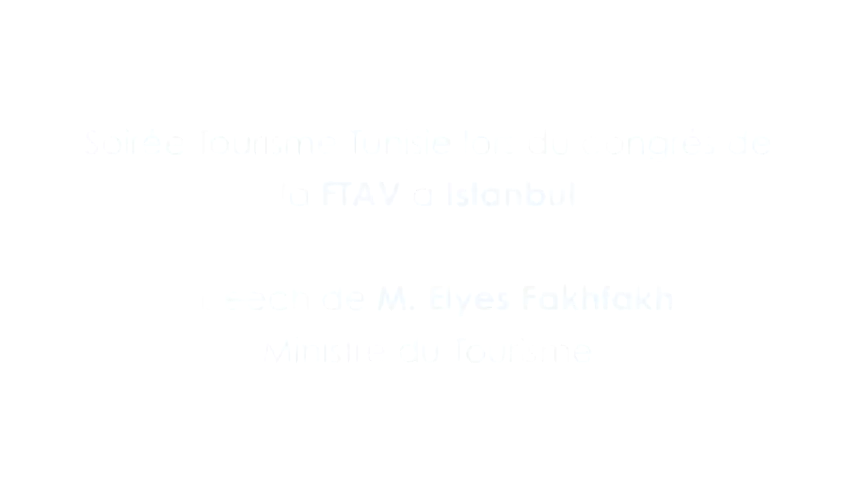 Soirée Tourisme Tunisie lors du Congrès de
la FTAV à Istanbul
de M. Elyes Fakhfakh
Ministre du Tourisme